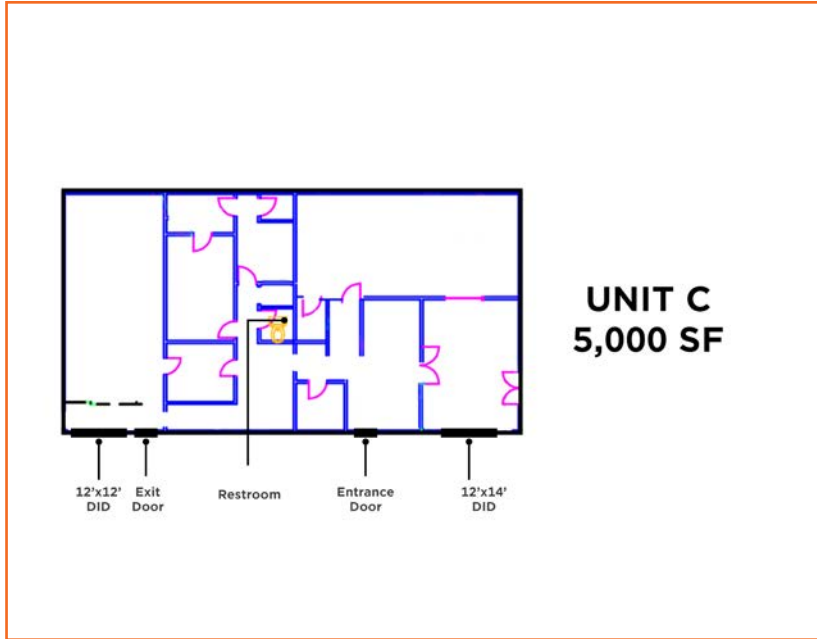 UNIT C
5,000 SF
12'x12'
DID
Exit
Door
Restroom
Entrance
Door
12'x14'
DID